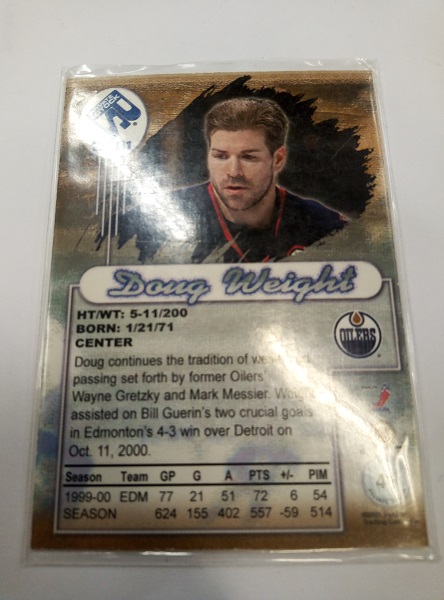 Doug Weight
HT/WT: 5-11/200
BORN: 1/21/71
CENTER
OILERS
Doug continues the tradition of
passing set forth by former Oilers
Wayne Gretzky and Mark Messier. Weight
assisted on Bill Guerin's two crucial goals
in Edmonton's 4-3 win over Detroit on
Oct. 11, 2000.
Season Team GP G A PTS +/- PIM
1999-00 EDM 77 21 51 72 6 54
SEASON 624 155 402 557 -59 514